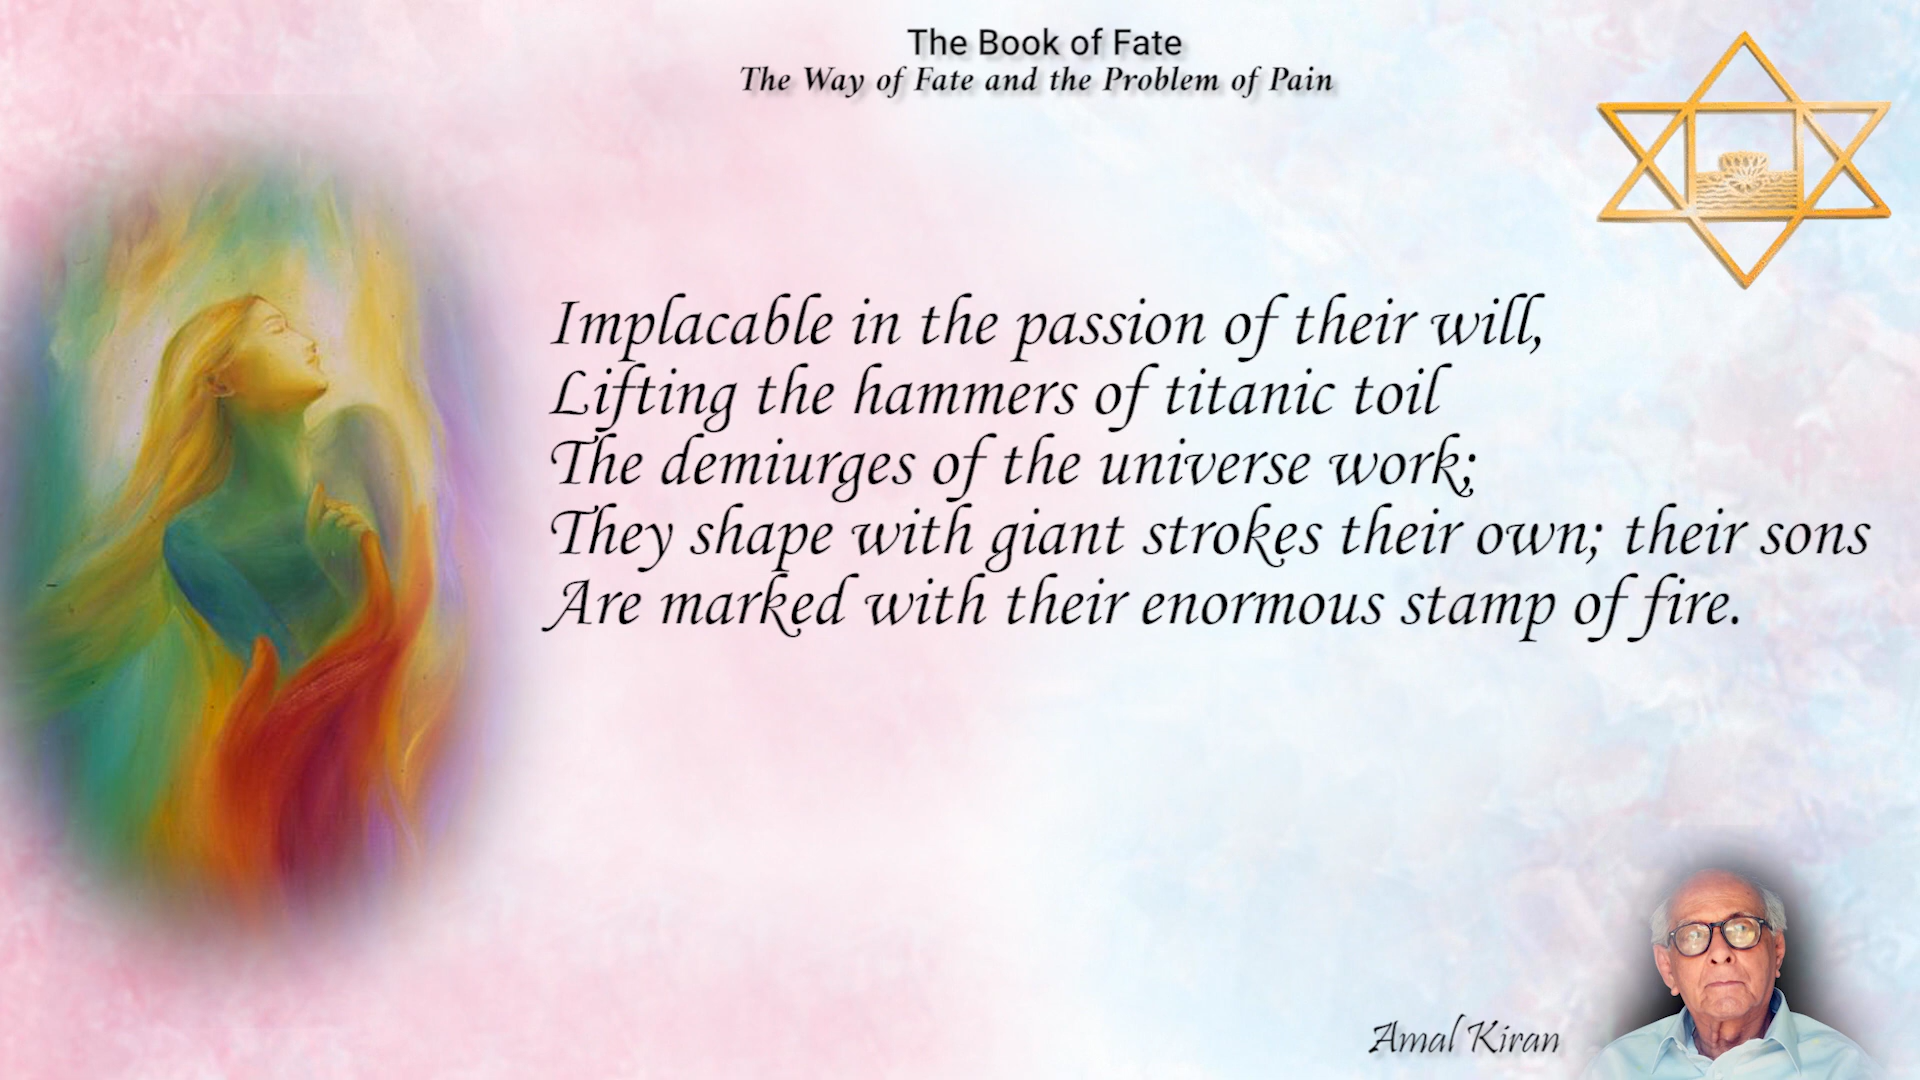 The Book of Fate
The Way of Fate and the Problem of Pain
Implacable in the passion of their will,
Lifting the hammers of titanic toil
The demiurges of the universe work;
They shape with giant strokes their own; their sons
Are marked with their enormous stamp of fire.
Amal Kiran